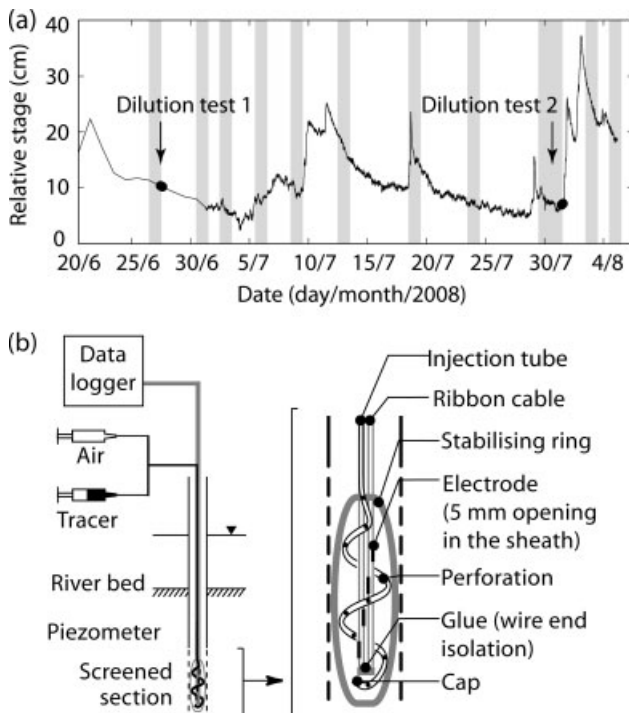 (a)
40
30
20
10
0
Relative stage (cm)
Dilution test 1
Dilution test 2
20/6 25/6 30/6 5/7 10/7 15/7 20/7 25/7 30/7 4/8
Date (day/month/2008)
(b)
Data
logger
Air
Tracer
River bed
Piezometer
Screened
section
Injection tube
Ribbon cable
Stabilising ring
Electrode
(5 mm opening
in the sheath)
Perforation
Glue (wire end
isolation)
Cap